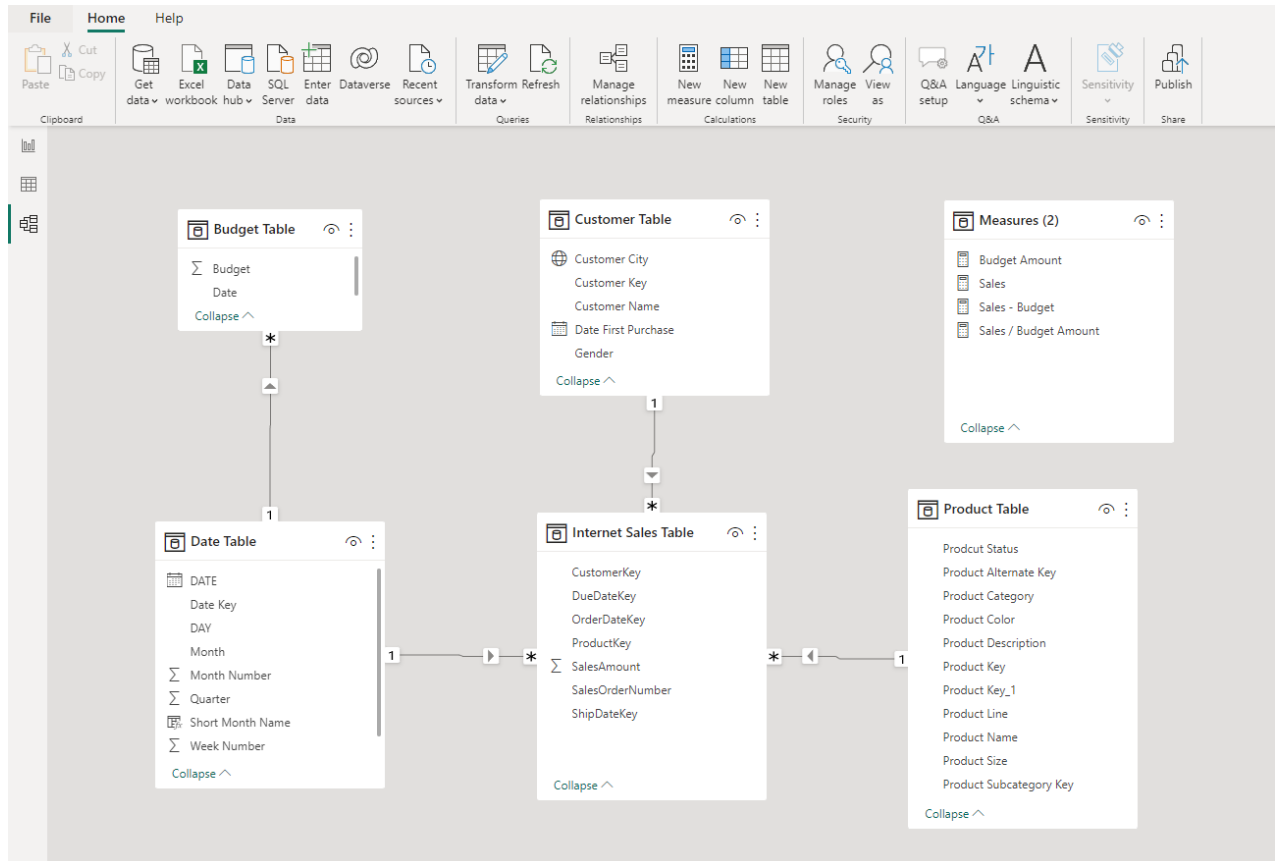 File Home Help
Cut
Copy
Paste
Get data
Excel workbook
Data hub
SQL Server
Enter data
Dataverse
Recent sources
Transform data
Refresh
Manage relationships
New measure
New column
New table
Manage roles
View as
Q&A setup
Language
Linguistic schema
Sensitivity
Publish
Clipboard Data Queries Relationships Calculations Security Q&A Sensitivity Share
Budget Table
Budget
Date
Collapse
*
1
Customer Table
Customer City
Customer Key
Customer Name
Date First Purchase
Gender
Collapse
1
*
Measures (2)
Budget Amount
Sales
Sales - Budget
Sales / Budget Amount
Collapse
Date Table
DATE
Date Key
DAY
Month
Month Number
Quarter
Short Month Name
Week Number
Collapse
1
*
Internet Sales Table
CustomerKey
DueDateKey
OrderDateKey
ProductKey
SalesAmount
SalesOrderNumber
ShipDateKey
Collapse
*
1
Product Table
Prodcut Status
Product Alternate Key
Product Category
Product Color
Product Description
Product Key
Product Key_1
Product Line
Product Name
Product Size
Product Subcategory Key
Collapse